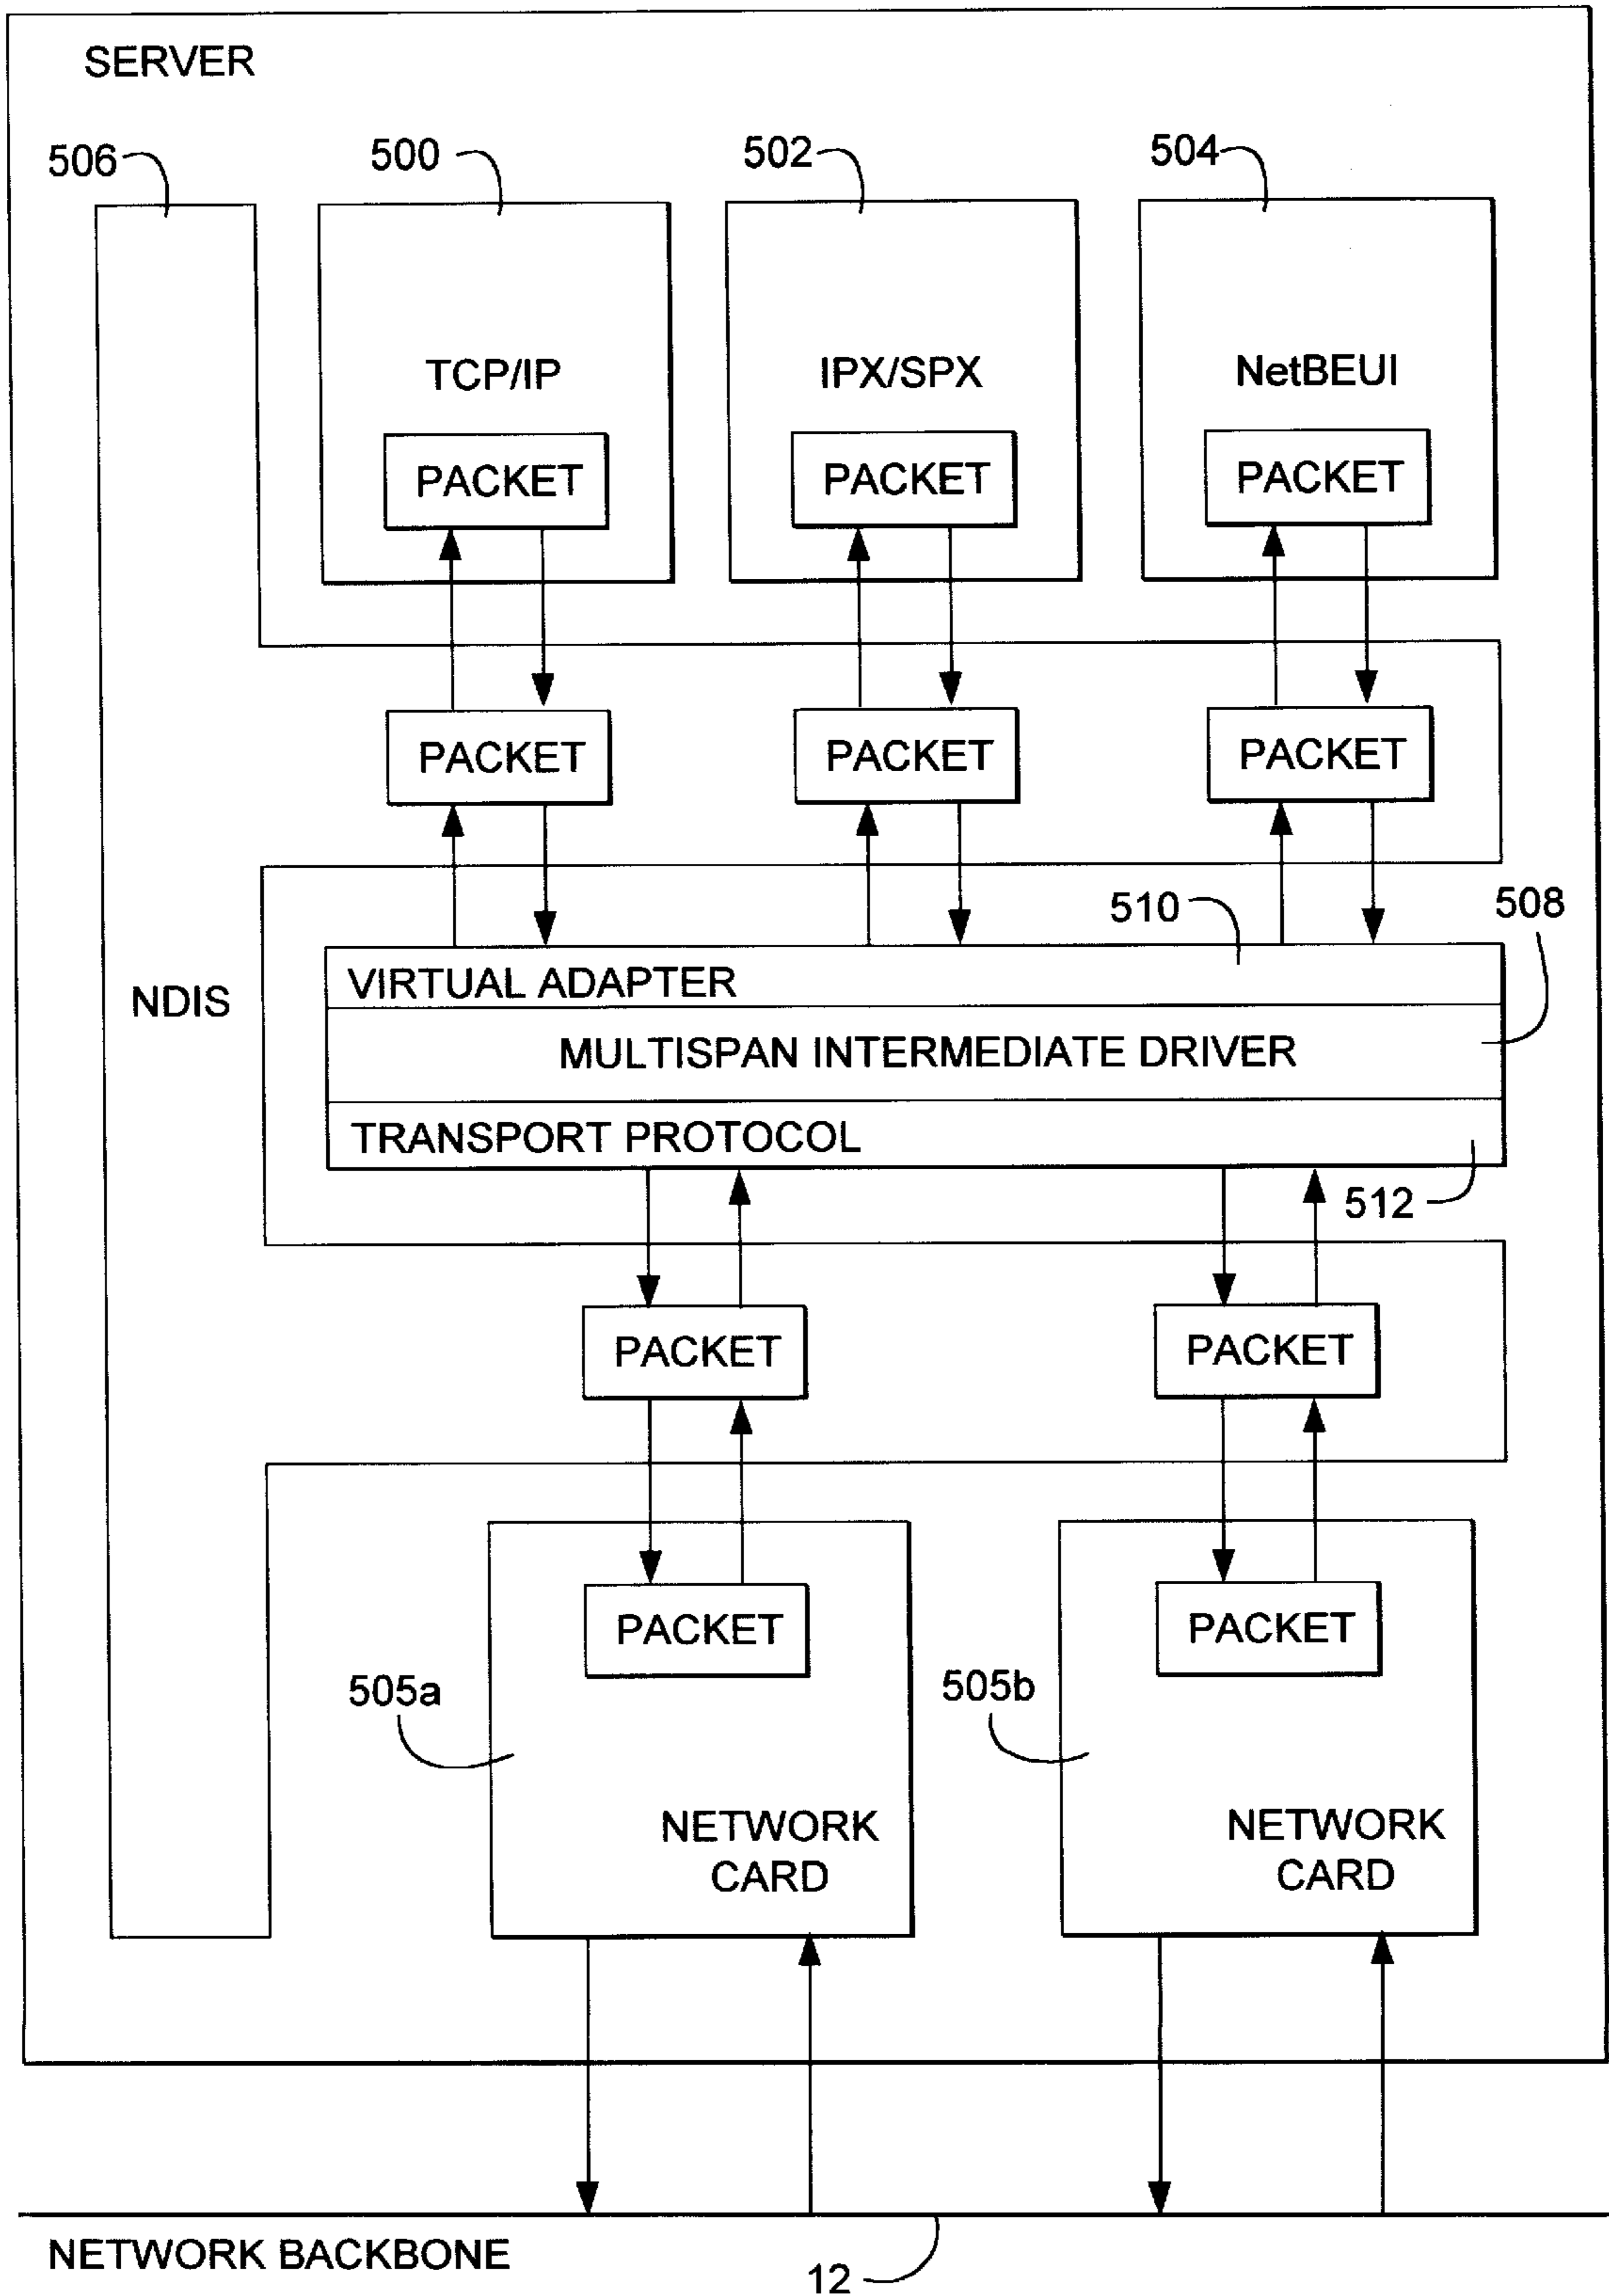 SERVER
506
500
502
504
TCP/IP
IPX/SPX
NetBEUI
PACKET
PACKET
PACKET
PACKET
PACKET
PACKET
510
508
NDIS
VIRTUAL ADAPTER
MULTISPAN INTERMEDIATE DRIVER
TRANSPORT PROTOCOL
512
PACKET
PACKET
PACKET
PACKET
505a
505b
NETWORK
CARD
NETWORK
CARD
NETWORK BACKBONE
12